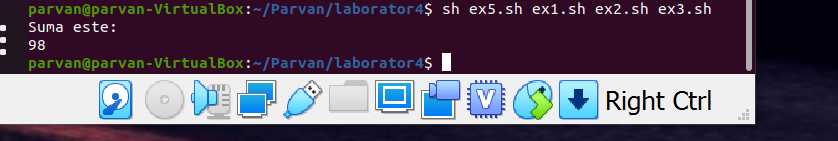 parvan@parvan-VirtualBox:~/Parvan/laborator4$ sh ex5.sh ex1.sh ex2.sh ex3.sh
Suma este:
98
parvan@parvan-VirtualBox:~/Parvan/laborator4$
V
Right Ctrl